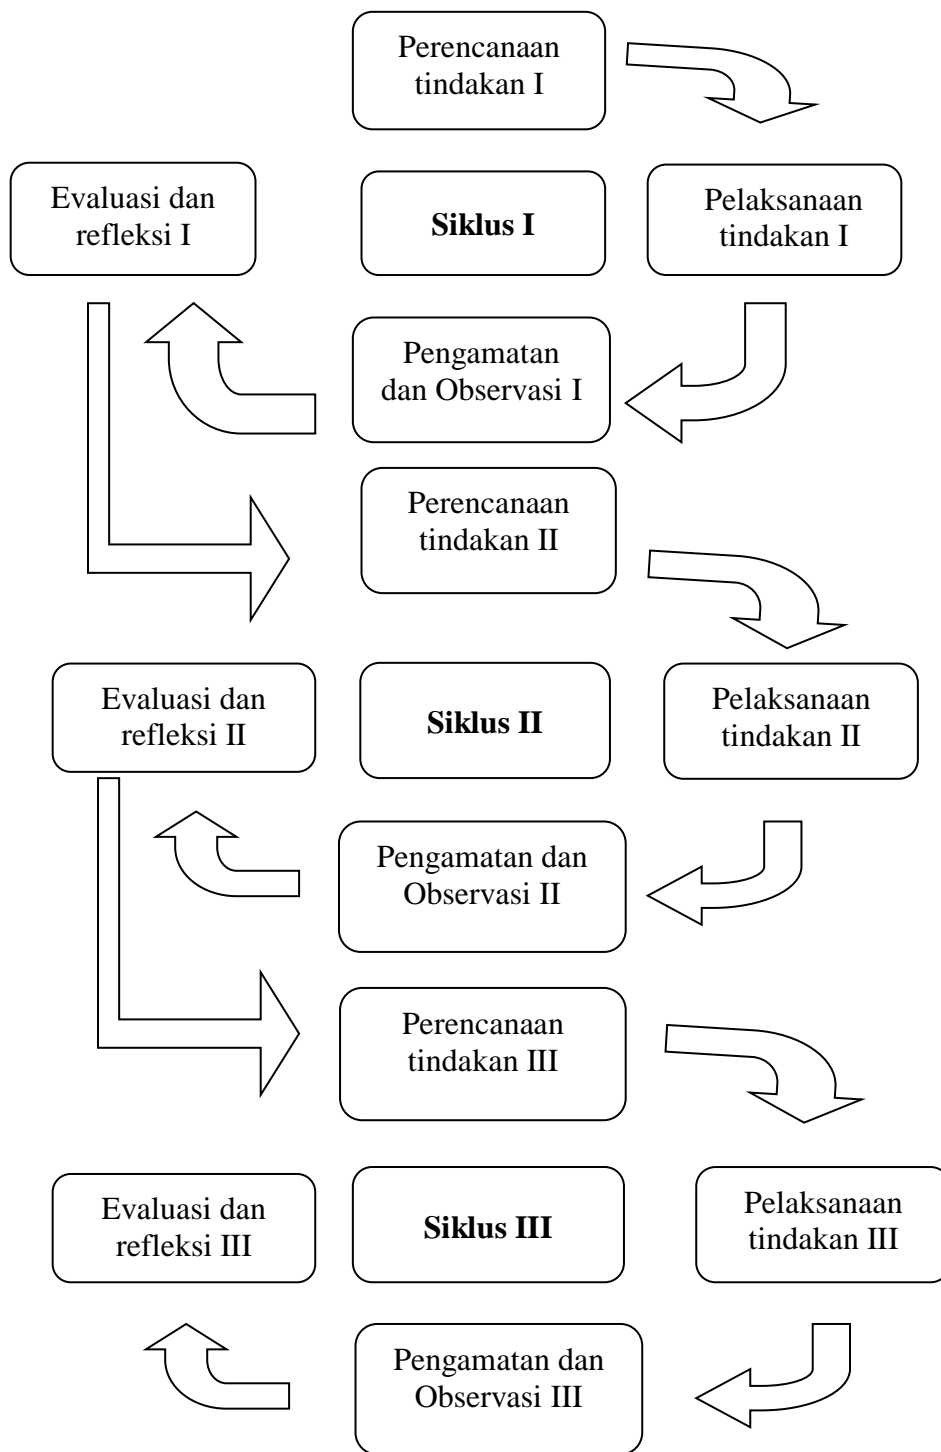 Perencanaan
tindakan I
Evaluasi dan
refleksi I
Siklus I
Pelaksanaan
tindakan I
Pengamatan
dan Observasi I
Perencanaan
tindakan II
Evaluasi dan
refleksi II
Siklus II
Pelaksanaan
tindakan II
Pengamatan dan
Observasi II
Perencanaan
tindakan III
Evaluasi dan
refleksi III
Siklus III
Pelaksanaan
tindakan III
Pengamatan dan
Observasi III